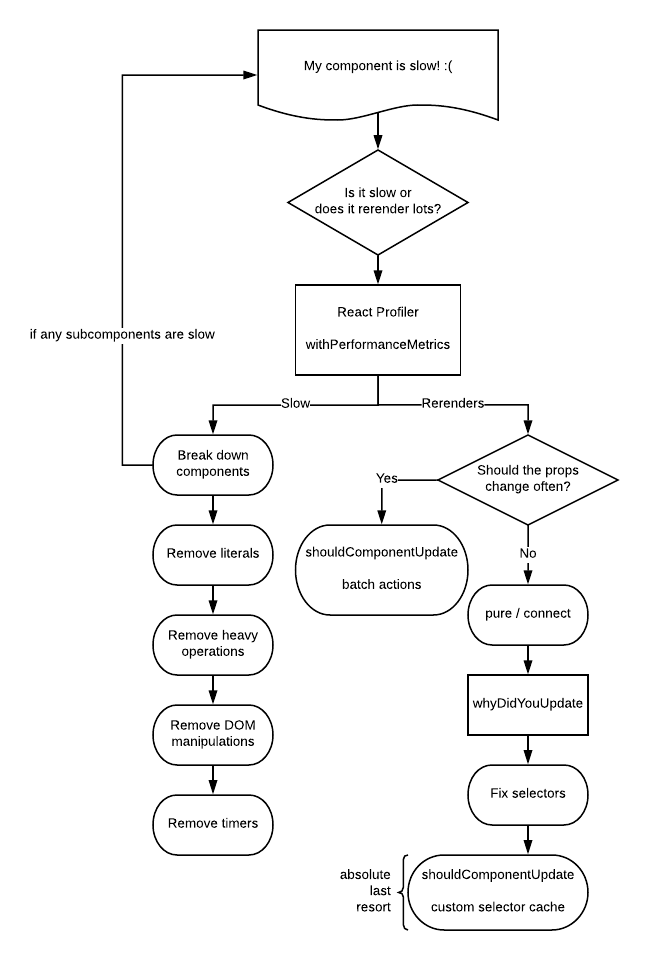 My component is slow! :(
Is it slow or
does it rerender lots?
React Profiler
withPerformanceMetrics
if any subcomponents are slow
Slow
Rerenders
Break down
components
Should the props
change often?
Yes
Remove literals
shouldComponentUpdate
batch actions
No
pure / connect
Remove heavy
operations
whyDidYouUpdate
Remove DOM
manipulations
Fix selectors
Remove timers
absolute
last
resort
shouldComponentUpdate
custom selector cache